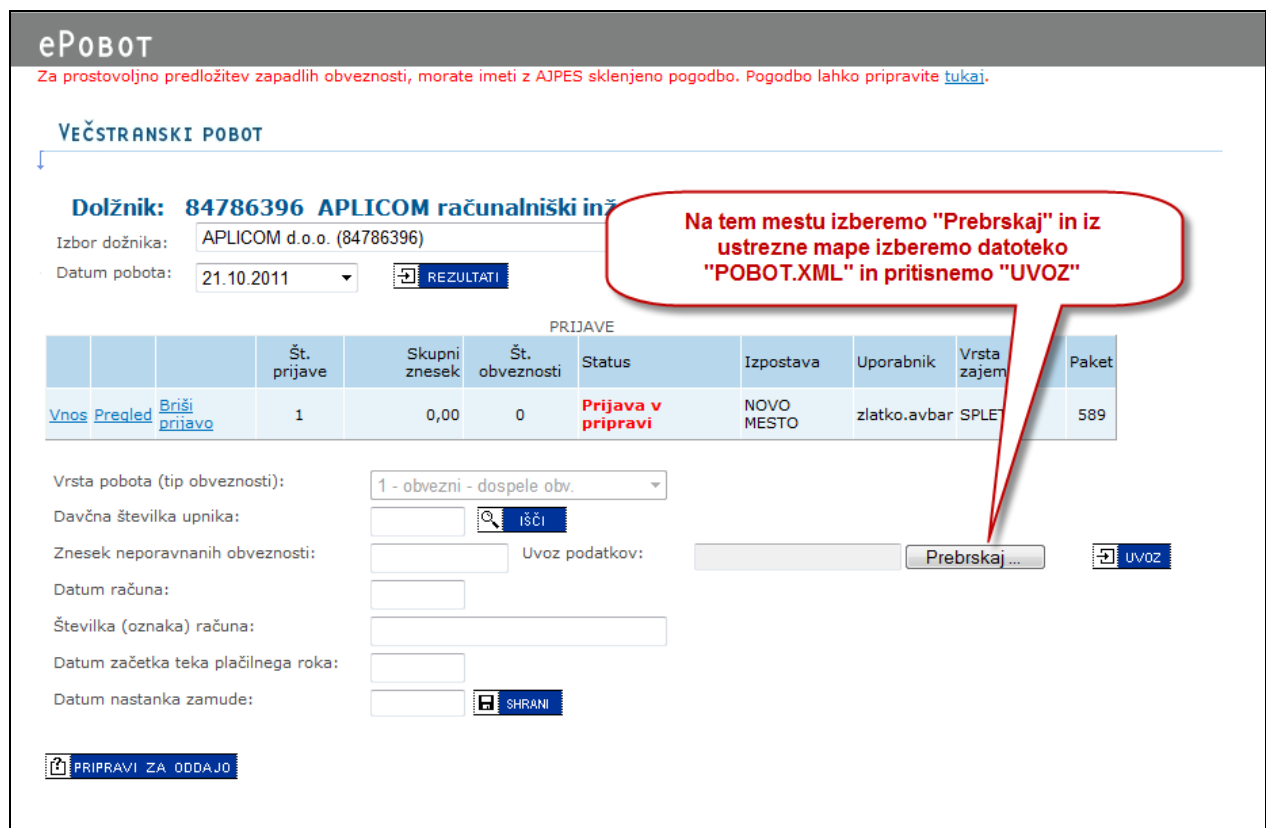 ePOBOT
Za prostovoljno predložitev zapadlih obveznosti, morate imeti z AJPES sklenjeno pogodbo. Pogodbo lahko pripravite tukaj.
VEČSTRANSKI POBOT
Dolžnik: 84786396 APLICOM računalniški inž
Izbor dožnika: APLICOM d.o.o. (84786396)
Datum pobota: 21.10.2011 REZULTATI
Na tem mestu izberemo "Prebrskaj" in iz
ustrezne mape izberemo datoteko
"POBOT.XML" in pritisnemo "UVOZ"
PRIJAVE
Št. prijave Skupni znesek Št. obveznosti Status Izpostava Uporabnik Vrsta zajem Paket
Vnos Pregled Briši prijavo 1 0,00 0 Prijava v pripravi NOVO MESTO zlatko.avbar SPLET 589
Vrsta pobota (tip obveznosti): 1 - obvezni - dospele obv.
Davčna številka upnika: IŠČI
Znesek neporavnanih obveznosti: Uvoz podatkov: Prebrskaj ... UVOZ
Datum računa:
Številka (oznaka) računa:
Datum začetka teka plačilnega roka:
Datum nastanka zamude: SHRANI
PRIPRAVI ZA ODDAJO